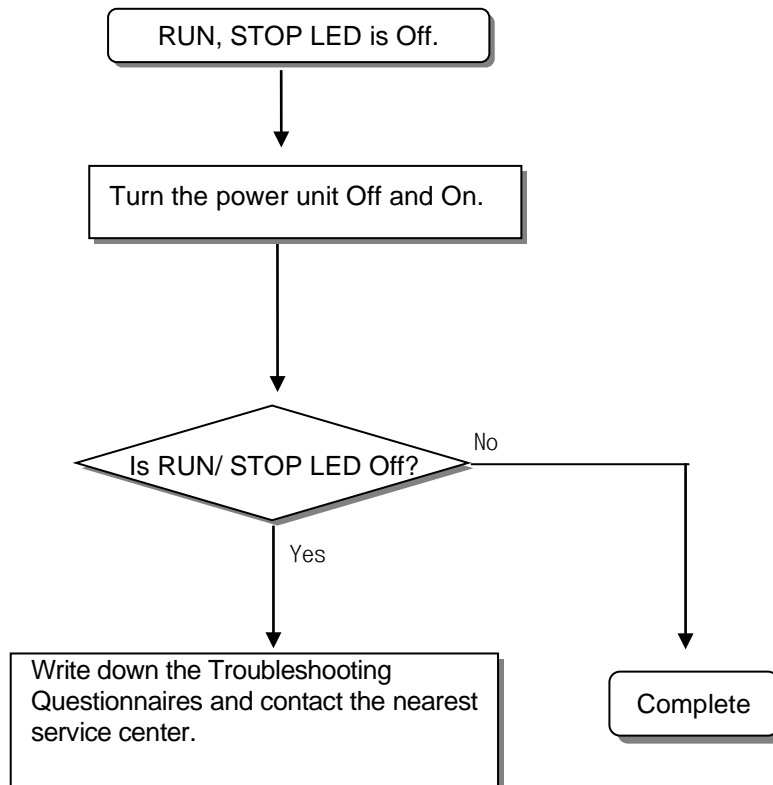 RUN, STOP LED is Off.
Turn the power unit Off and On.
Is RUN/ STOP LED Off?
No
Yes
Write down the Troubleshooting
Questionnaires and contact the nearest
service center.
Complete